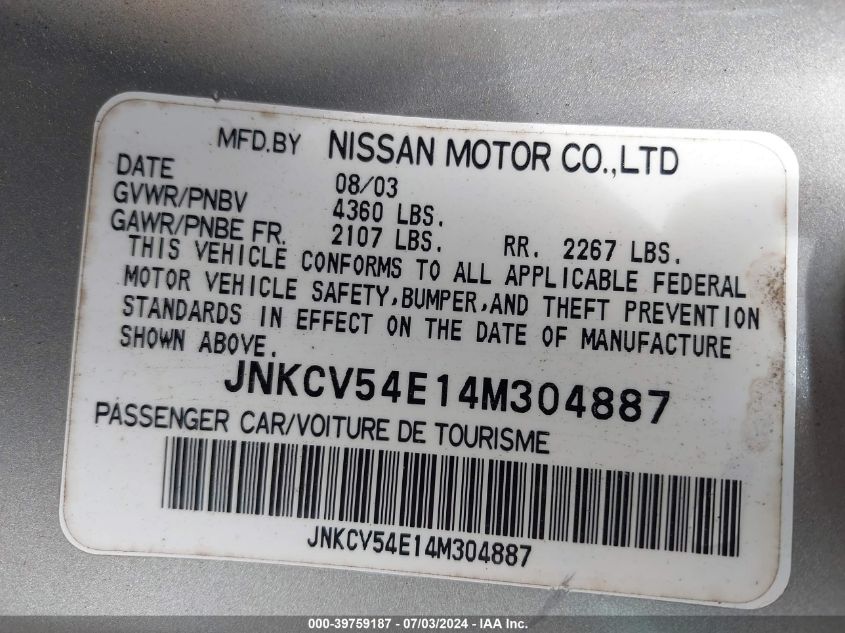 MFD.BY NISSAN MOTOR CO.,LTD
DATE 08/03
GVWR/PNBV 4360 LBS.
GAWR/PNBE FR. 2107 LBS. RR. 2267 LBS.
THIS VEHICLE CONFORMS TO ALL APPLICABLE FEDERAL
MOTOR VEHICLE SAFETY,BUMPER,AND THEFT PREVENTION
STANDARDS IN EFFECT ON THE DATE OF MANUFACTURE
SHOWN ABOVE.
JNKCV54E14M304887
PASSENGER CAR/VOITURE DE TOURISME
JNKCV54E14M304887
000-39759187 - 07/03/2024 - IAA Inc.